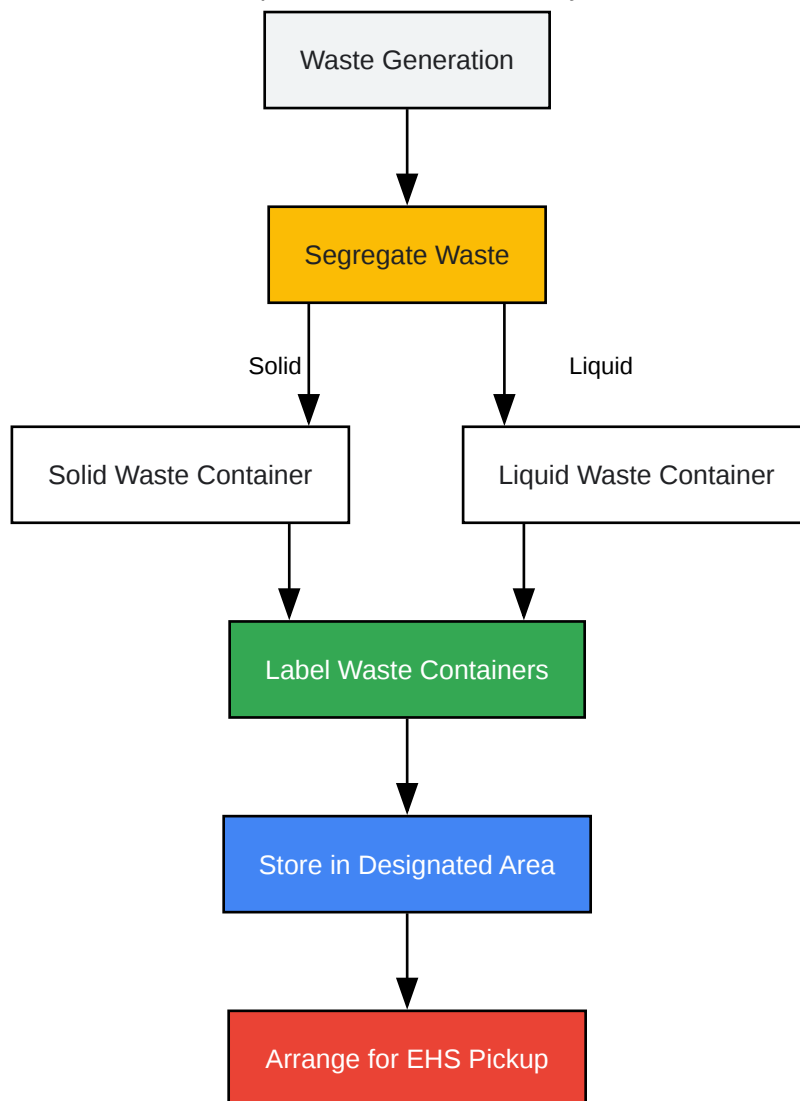 Waste Generation
Segregate Waste
Solid
Liquid
Solid Waste Container
Liquid Waste Container
Label Waste Containers
Store in Designated Area
Arrange for EHS Pickup